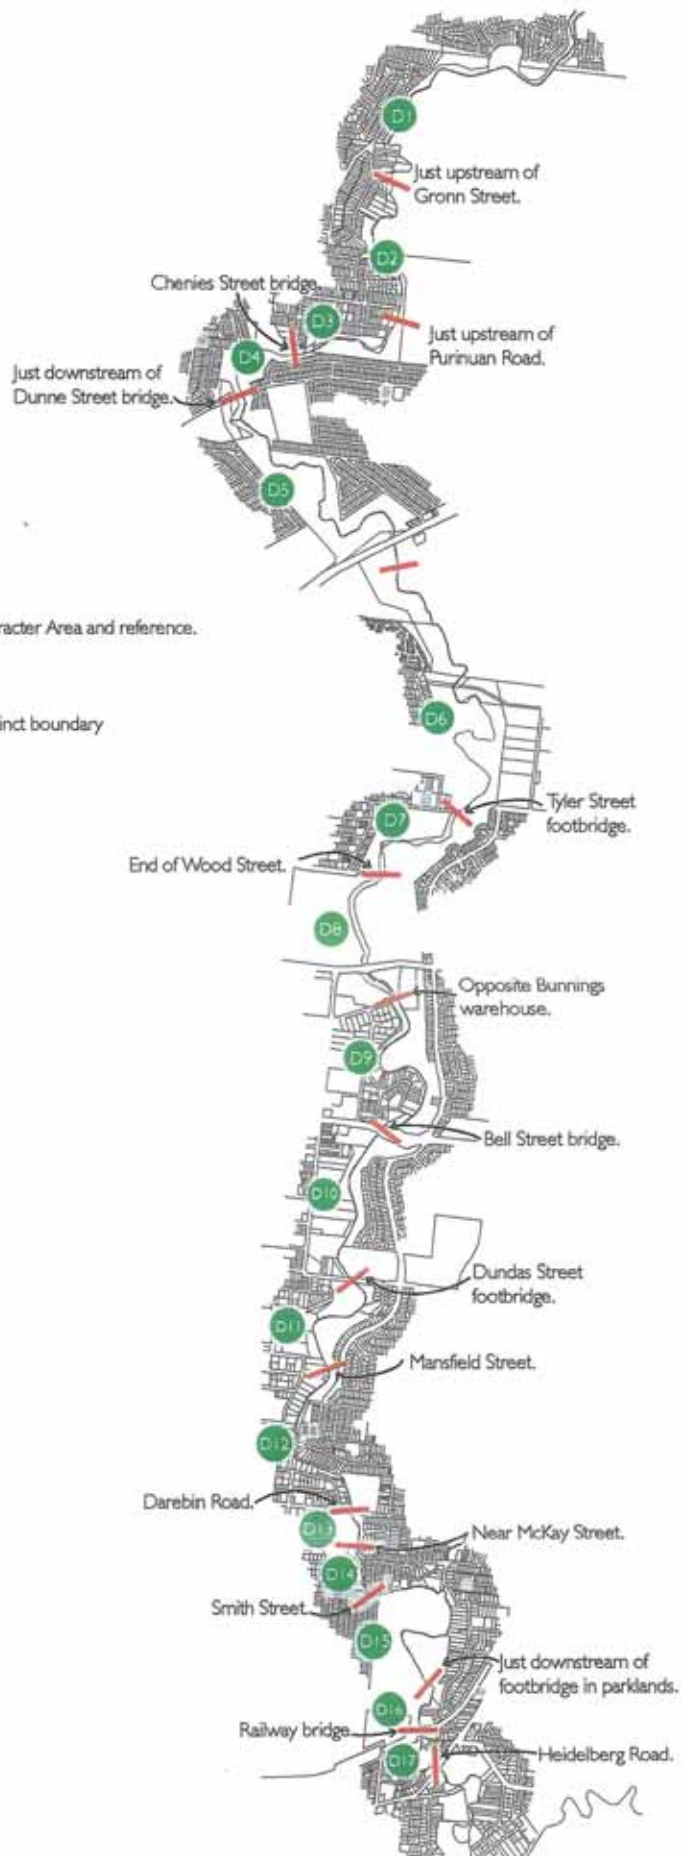 D1
Just upstream of
Gronn Street.
D2
Chenies Street bridge.
D3
Just upstream of
Purinuan Road.
D4
Just downstream of
Dunne Street bridge.
D5
racter Area and reference.
D6
inct boundary
Tyler Street
footbridge.
D7
End of Wood Street.
D8
Opposite Bunnings
warehouse.
D9
Bell Street bridge.
D10
Dundas Street
footbridge.
D11
Mansfield Street.
D12
Darebin Road.
D13
Near McKay Street.
D14
Smith Street.
D15
Just downstream of
footbridge in parklands.
D16
Railway bridge
D17
Heidelberg Road.